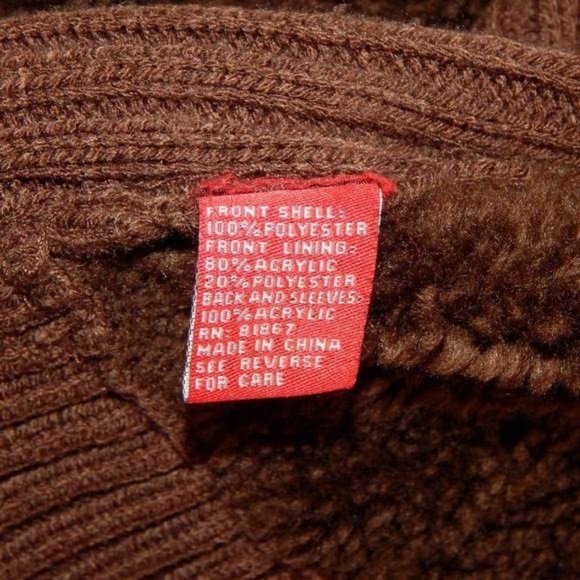 FRONT SHELL:
100% POLYESTER
FRONT LINING:
80% ACRYLIC
20% POLYESTER
BACK AND SLEEVES:
100% ACRYLIC
RN: 81867
MADE IN CHINA
SEE REVERSE
FOR CARE